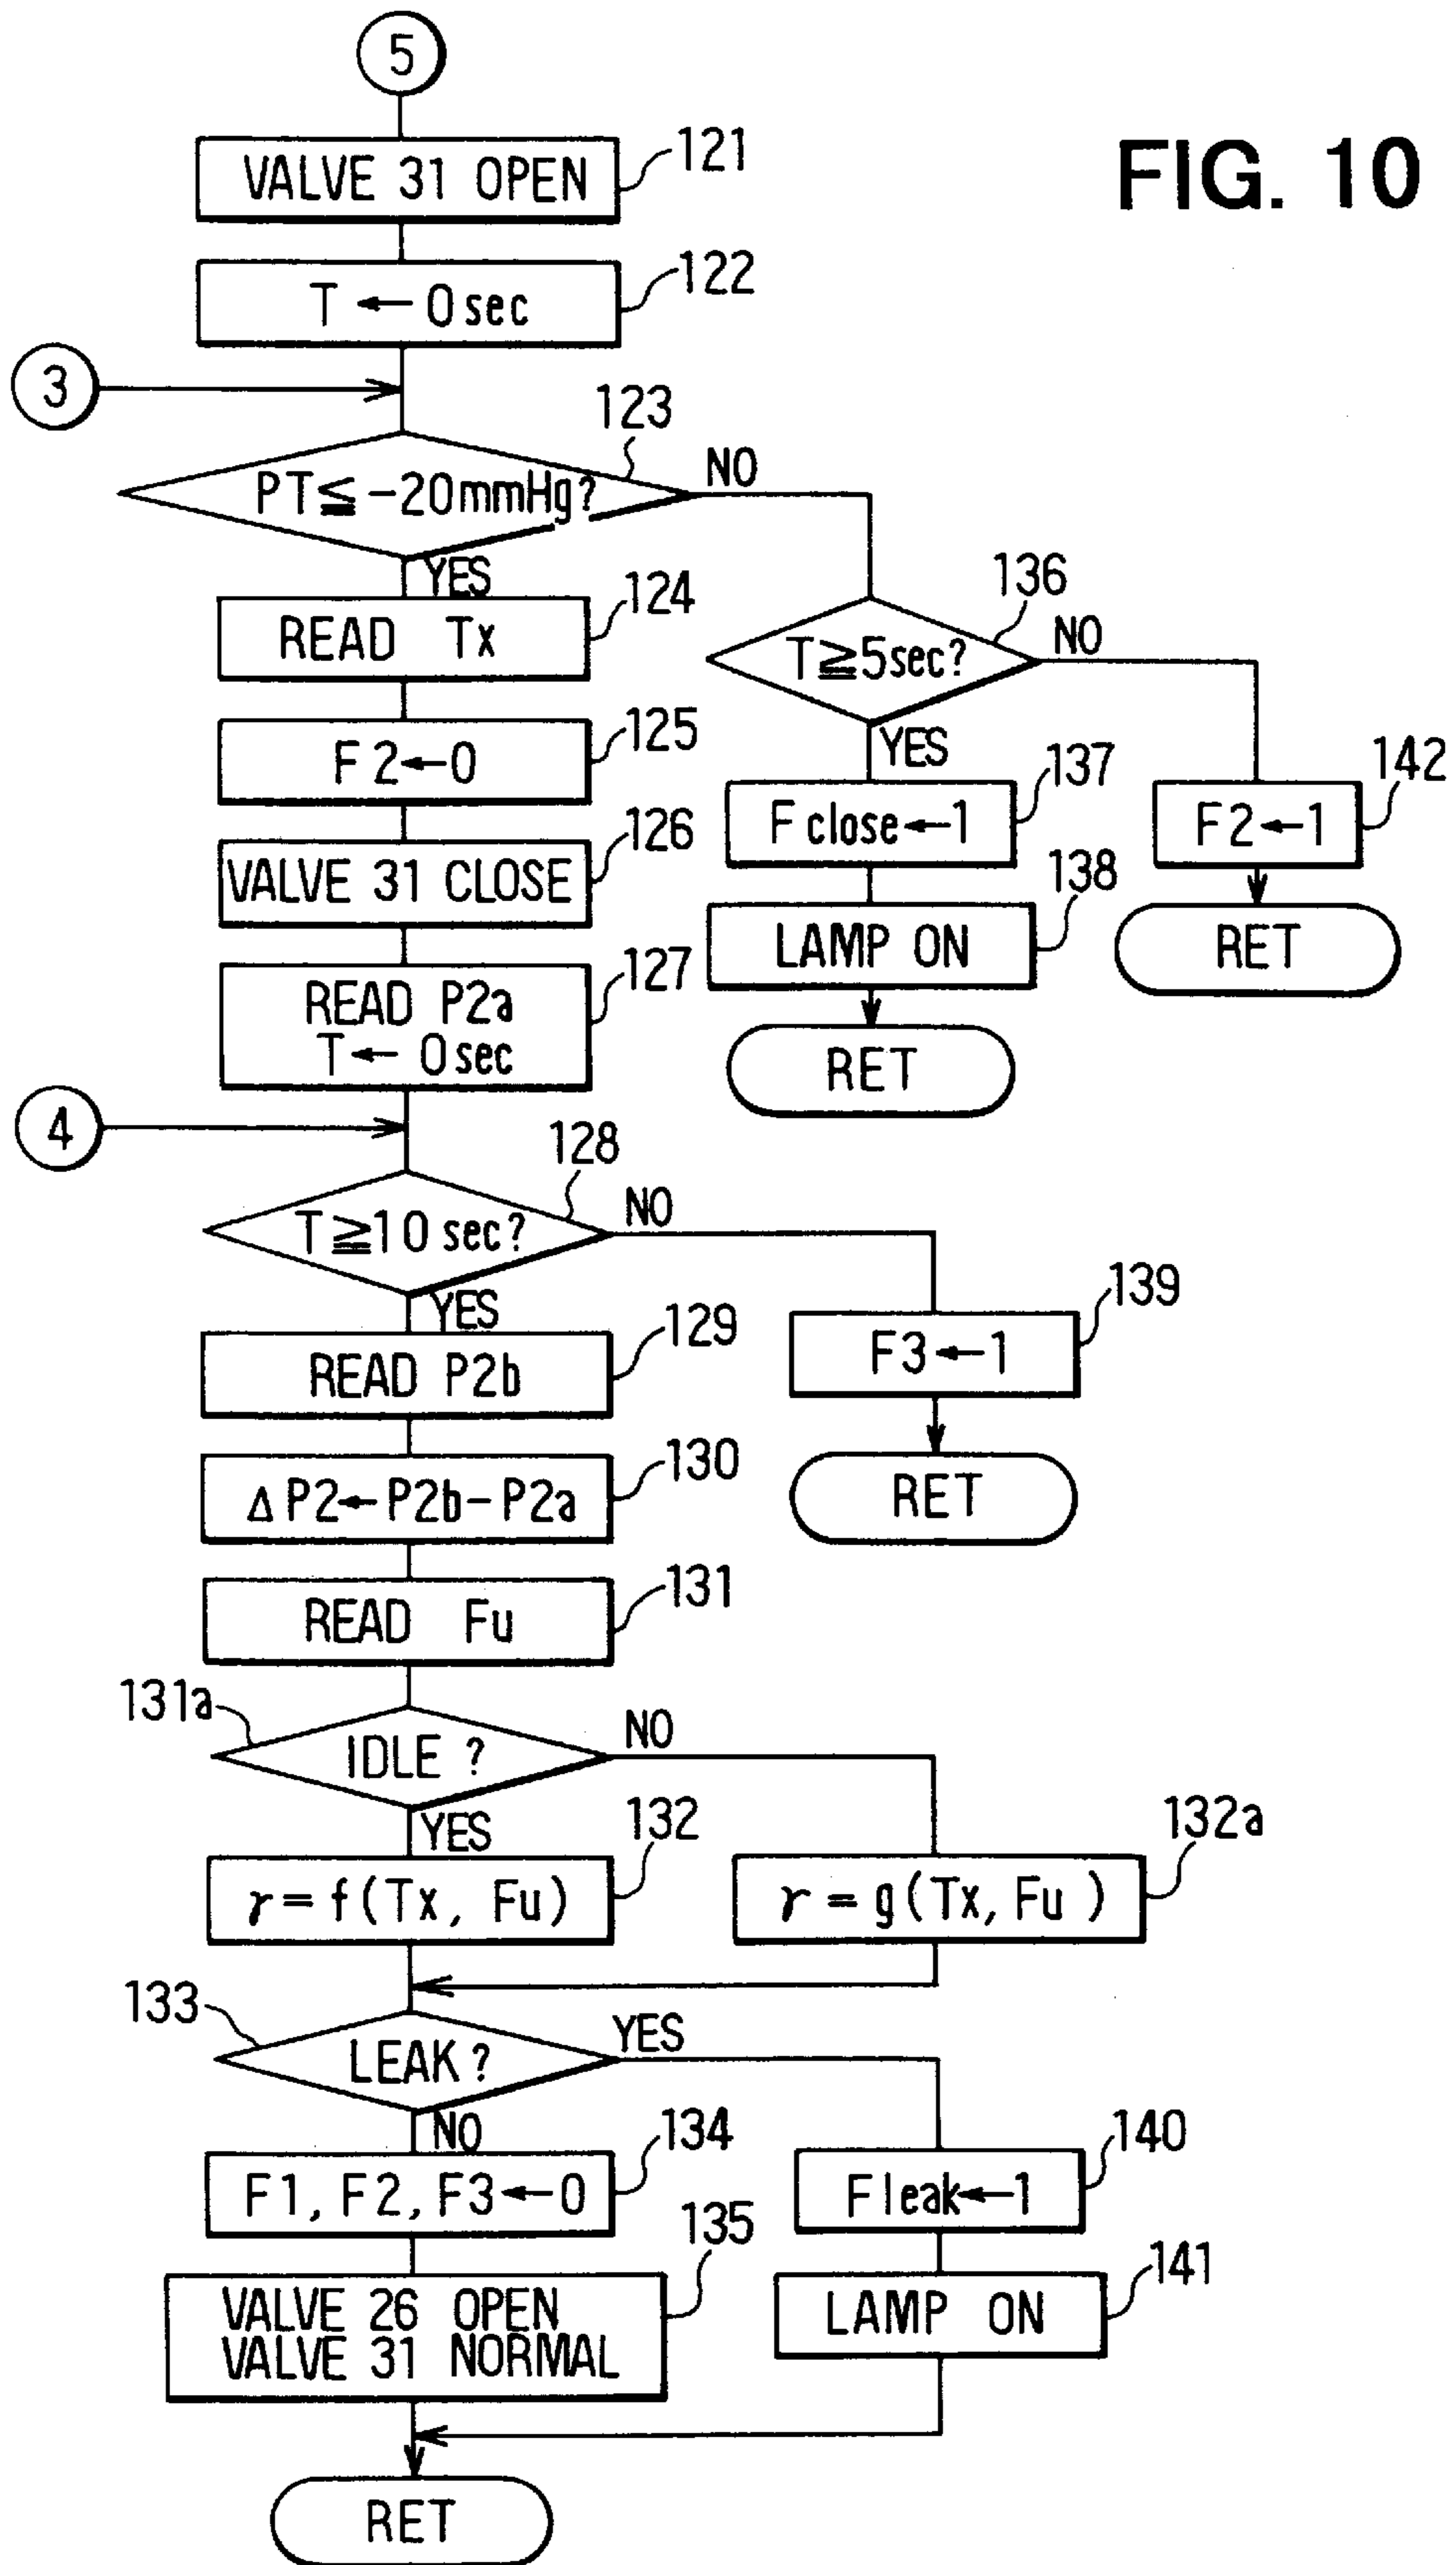 5
FIG. 10
VALVE 31 OPEN
121
T ← 0 sec
122
3
123
PT ≦ -20mmHg?
NO
YES
136
READ Tx
124
T ≧ 5sec?
NO
YES
F2 ← 0
125
F close ← 1
137
F2 ← 1
142
VALVE 31 CLOSE
126
LAMP ON
138
RET
READ P2a
T ← 0 sec
127
RET
4
128
T ≧ 10 sec?
NO
YES
READ P2b
129
F3 ← 1
139
Δ P2 ← P2b - P2a
130
RET
READ Fu
131
131a
IDLE ?
NO
YES
γ = f (Tx, Fu)
132
γ = g (Tx, Fu )
132a
133
LEAK ?
YES
NO
F1, F2, F3 ← 0
134
F leak ← 1
140
VALVE 26 OPEN
VALVE 31 NORMAL
135
LAMP ON
141
RET